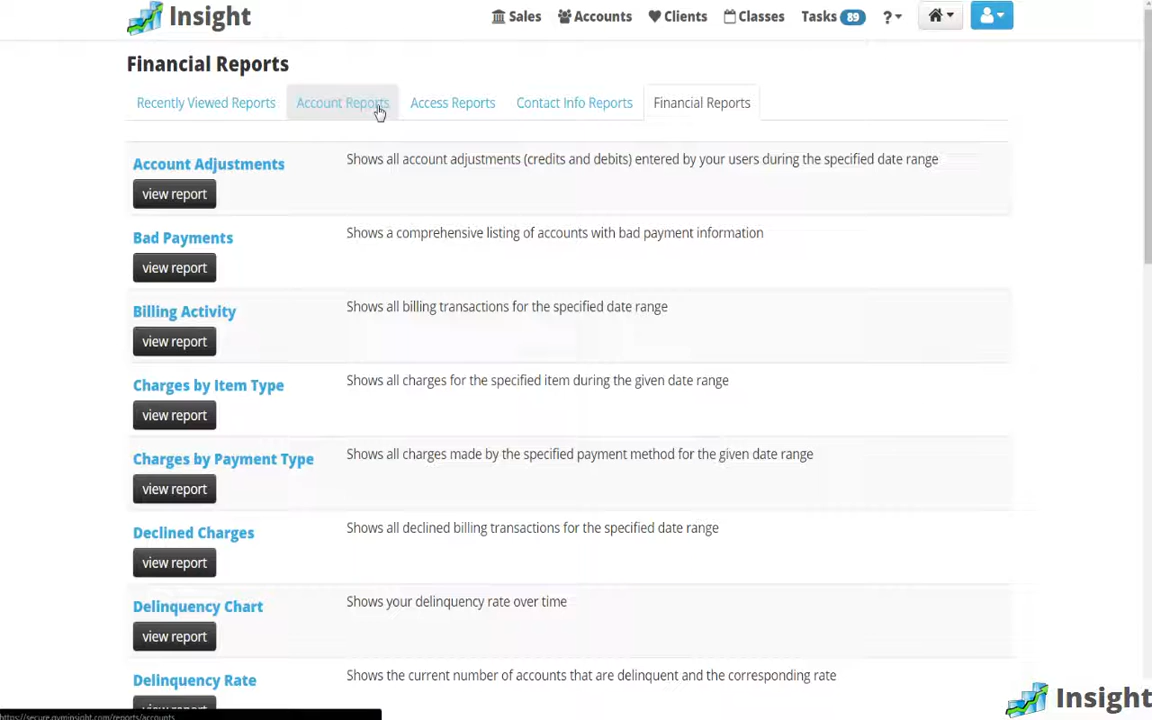 Insight
Sales Accounts Clients Classes Tasks 89 ?
Financial Reports
Recently Viewed Reports Account Reports Access Reports Contact Info Reports Financial Reports
Account Adjustments Shows all account adjustments (credits and debits) entered by your users during the specified date range
view report
Bad Payments Shows a comprehensive listing of accounts with bad payment information
view report
Billing Activity Shows all billing transactions for the specified date range
view report
Charges by Item Type Shows all charges for the specified item during the given date range
view report
Charges by Payment Type Shows all charges made by the specified payment method for the given date range
view report
Declined Charges Shows all declined billing transactions for the specified date range
view report
Delinquency Chart Shows your delinquency rate over time
view report
Delinquency Rate Shows the current number of accounts that are delinquent and the corresponding rate
Insight
https://secure.gyminsight.com/reports/accounts